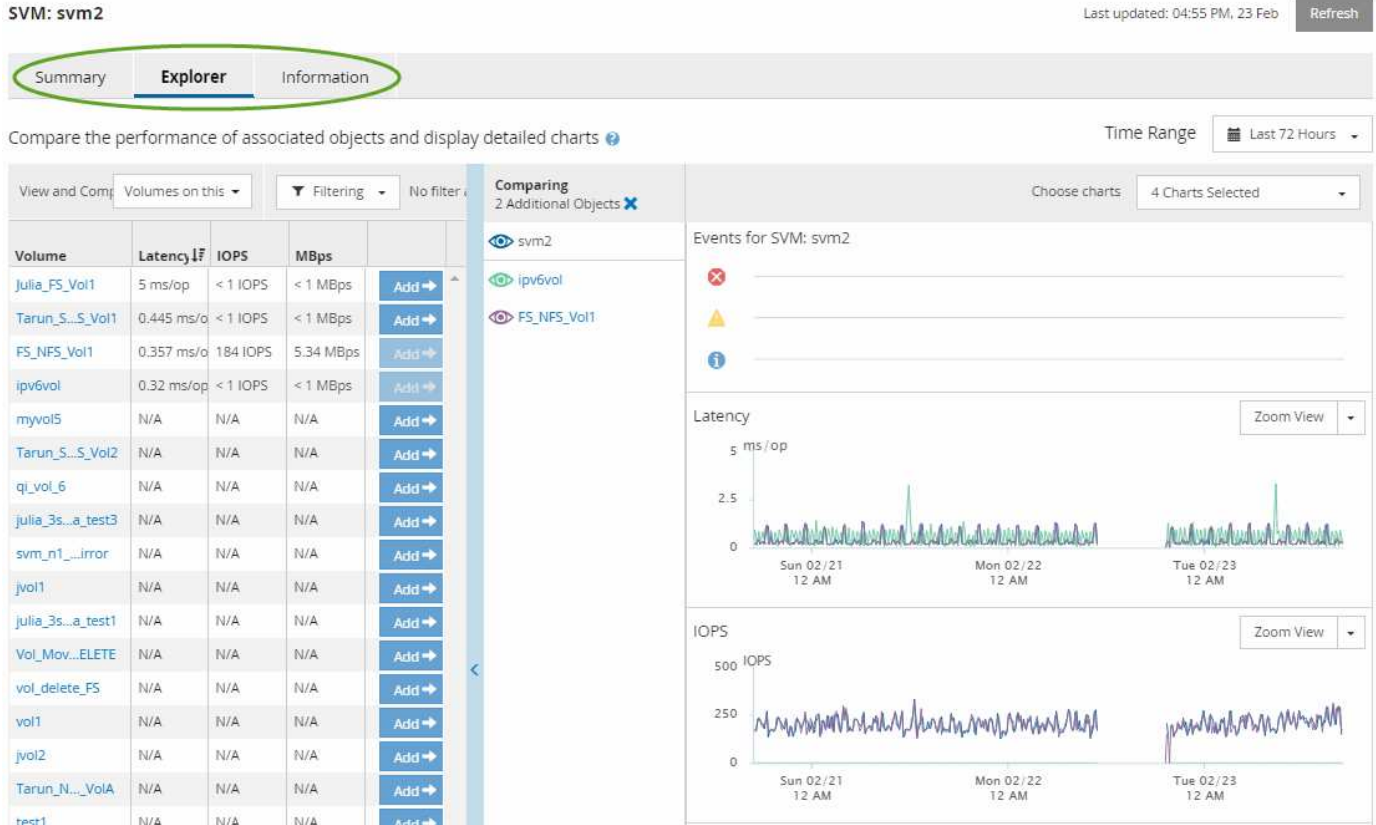 SVM: svm2
Last updated: 04:55 PM, 23 Feb Refresh
Summary Explorer Information
Compare the performance of associated objects and display detailed charts ?
Time Range Last 72 Hours
View and Comp Volumes on this Filtering No filter
Comparing
2 Additional Objects
Choose charts 4 Charts Selected
Volume Latency IOPS MBps
Julia_FS_Vol1 5 ms/op < 1 IOPS < 1 MBps Add
Tarun_S...S_Vol1 0.445 ms/o < 1 IOPS < 1 MBps Add
FS_NFS_Vol1 0.357 ms/o 184 IOPS 5.34 MBps Add
ipv6vol 0.32 ms/op < 1 IOPS < 1 MBps Add
myvol5 N/A N/A N/A Add
Tarun_S...S_Vol2 N/A N/A N/A Add
qi_vol_6 N/A N/A N/A Add
julia_3s...a_test3 N/A N/A N/A Add
svm_n1_...irror N/A N/A N/A Add
jvol1 N/A N/A N/A Add
julia_3s...a_test1 N/A N/A N/A Add
Vol_Mov...ELETE N/A N/A N/A Add
vol_delete_FS N/A N/A N/A Add
vol1 N/A N/A N/A Add
jvol2 N/A N/A N/A Add
Tarun_N..._VolA N/A N/A N/A Add
test1 N/A N/A N/A Add
svm2
ipv6vol
FS_NFS_Vol1
Events for SVM: svm2
Latency Zoom View
5 ms/op
2.5
0
Sun 02/21 Mon 02/22 Tue 02/23
12 AM 12 AM 12 AM
IOPS Zoom View
500 IOPS
250
0
Sun 02/21 Mon 02/22 Tue 02/23
12 AM 12 AM 12 AM